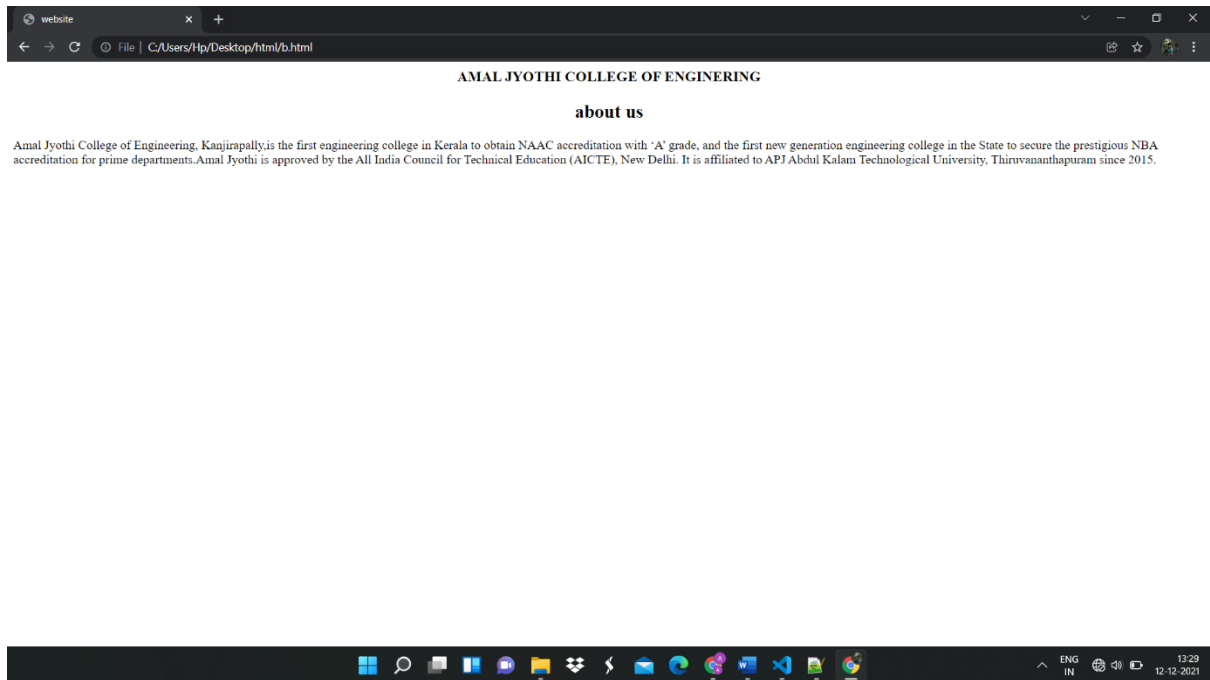 website
File | C:/Users/Hp/Desktop/html/b.html
AMAL JYOTHI COLLEGE OF ENGINERING
about us
Amal Jyothi College of Engineering, Kanjirapally,is the first engineering college in Kerala to obtain NAAC accreditation with ‘A’ grade, and the first new generation engineering college in the State to secure the prestigious NBA
accreditation for prime departments.Amal Jyothi is approved by the All India Council for Technical Education (AICTE), New Delhi. It is affiliated to APJ Abdul Kalam Technological University, Thiruvananthapuram since 2015.
ENG
IN
13:29
12-12-2021